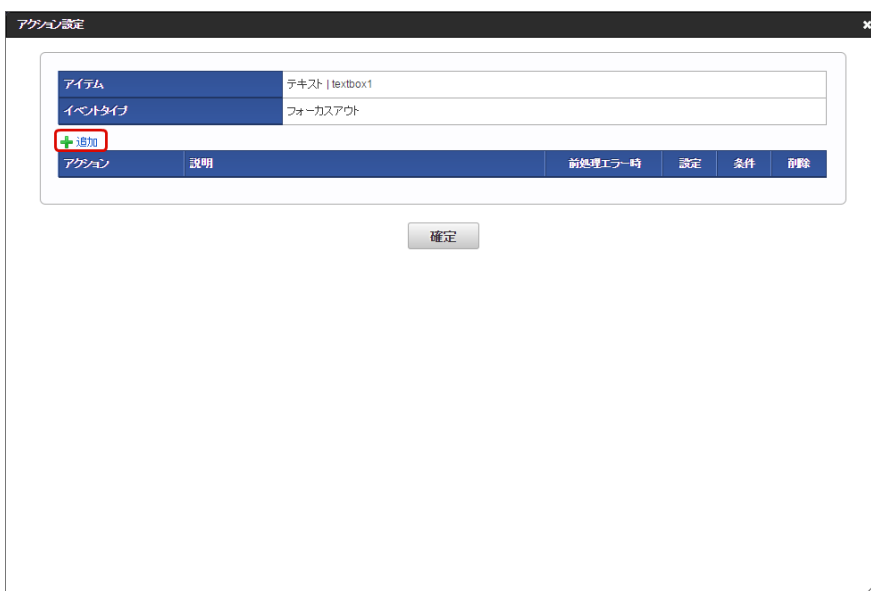 アクション設定
アイテム テキスト | textbox1
イベントタイプ フォーカスアウト
追加
アクション 説明 前処理エラー時 設定 条件 削除
確定